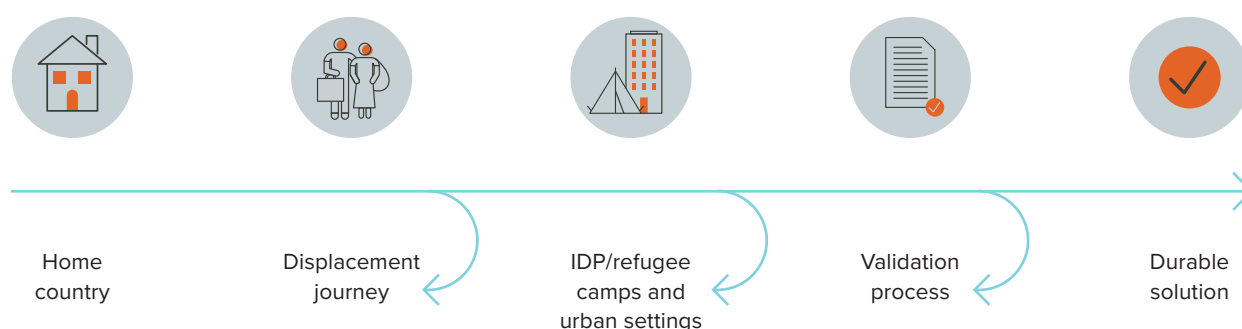 Home
country
Displacement
journey
IDP/refugee
camps and
urban settings
Validation
process
Durable
solution